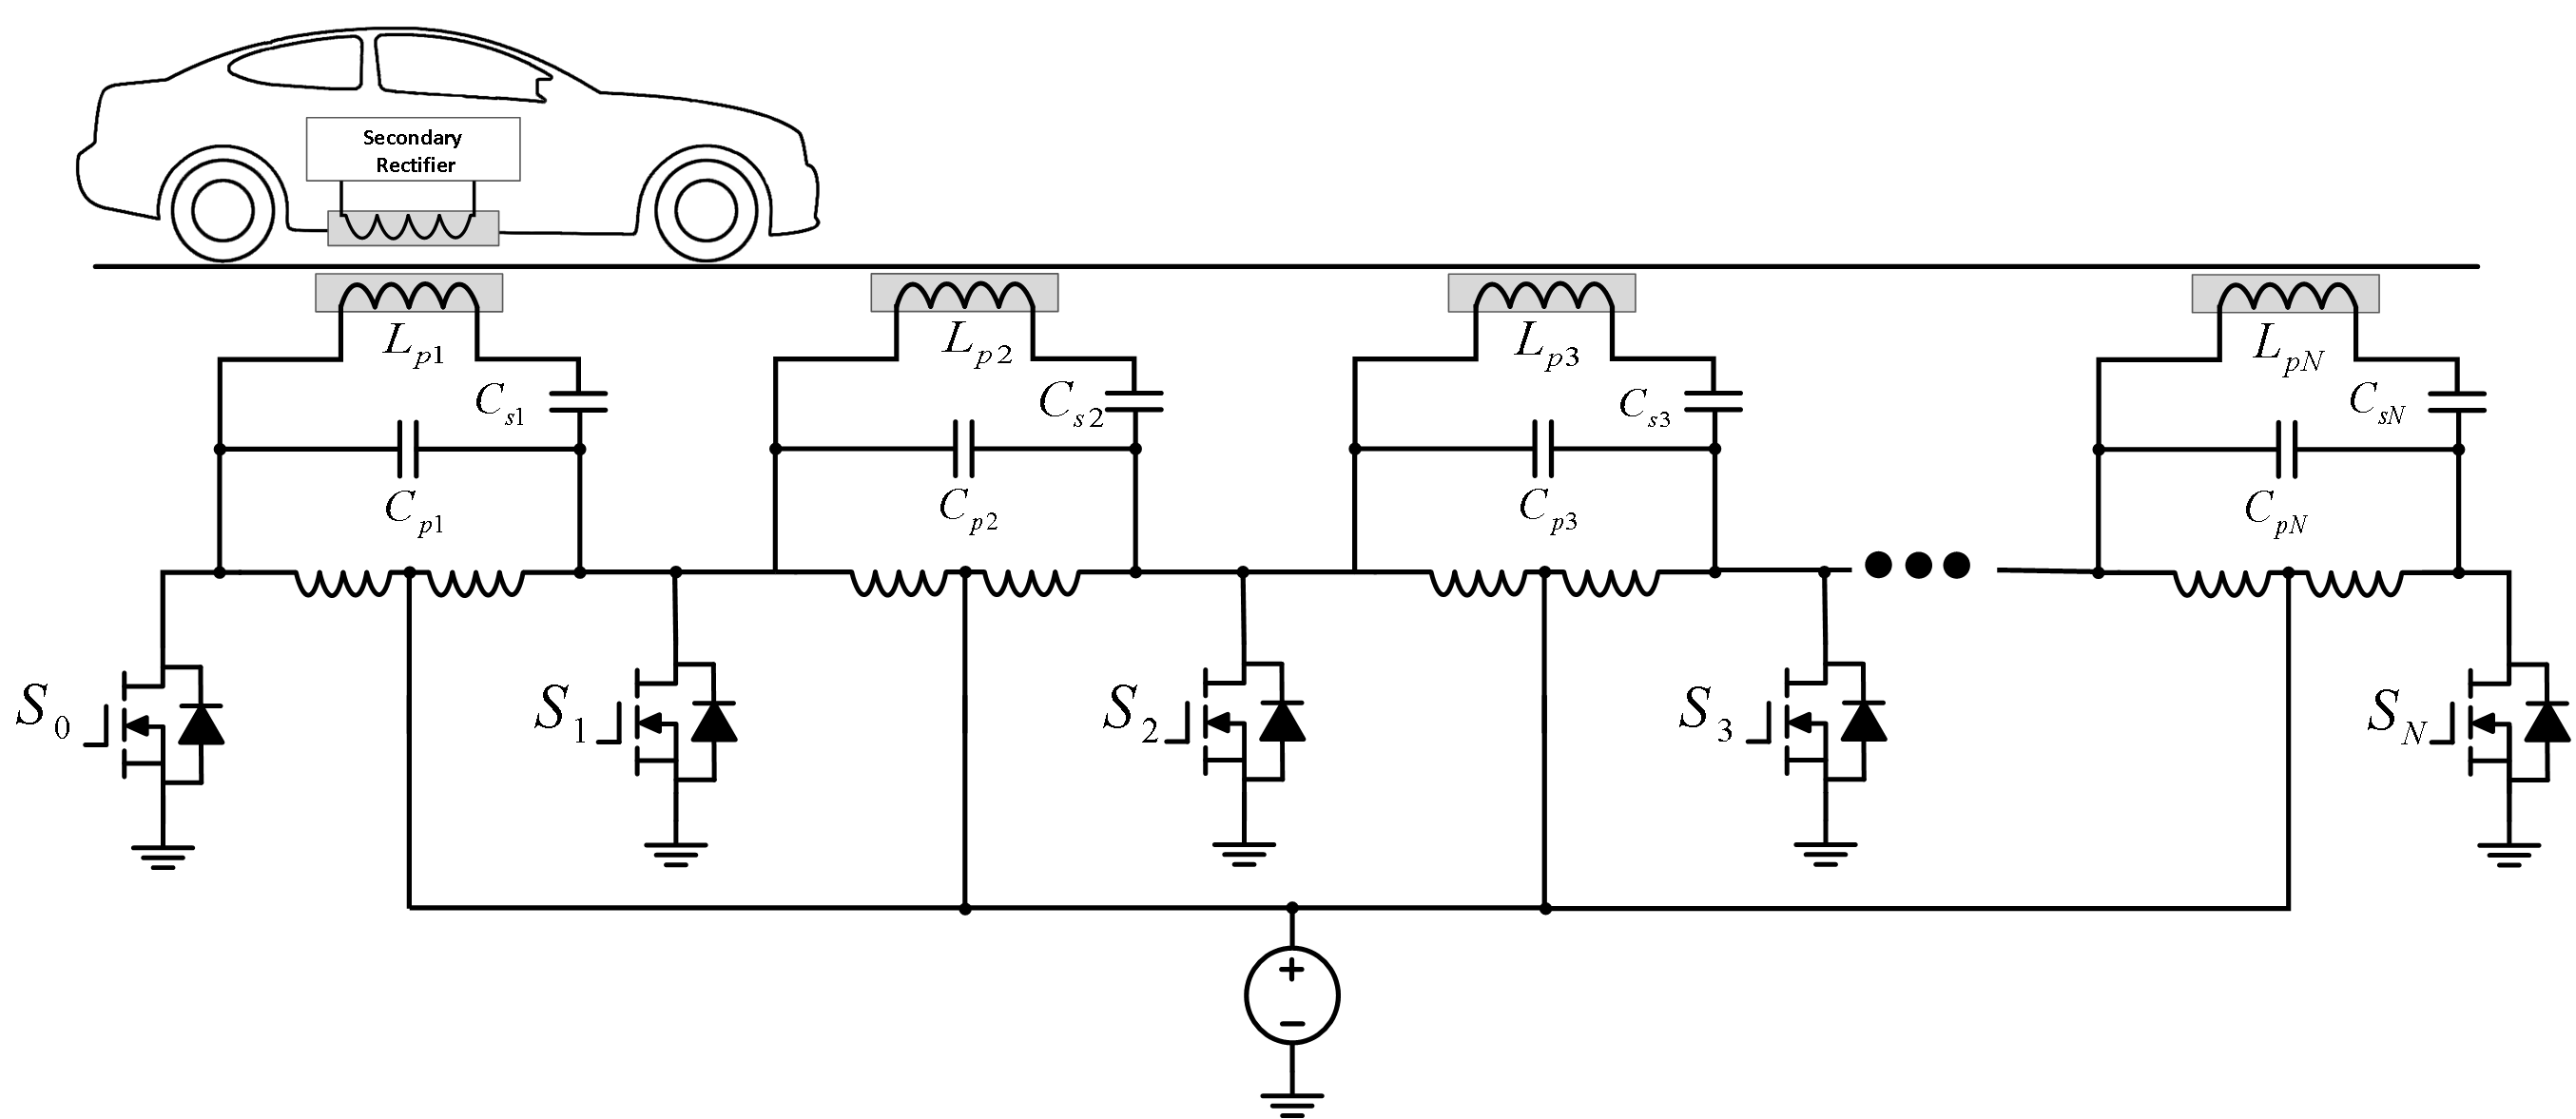 Secondary
Rectifier
L_{p1}
L_{p2}
L_{p3}
L_{pN}
C_{s1}
C_{s2}
C_{s3}
C_{sN}
C_{p1}
C_{p2}
C_{p3}
C_{pN}
S_0
S_1
S_2
S_3
S_N
+
−